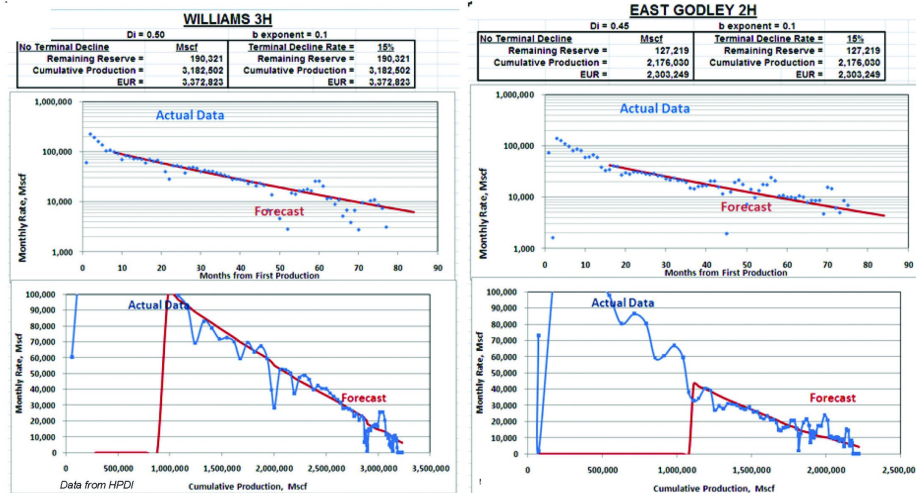 WILLIAMS 3H
Di = 0.50 b exponent = 0.1
No Terminal Decline Mscf Terminal Decline Rate = 15%
Remaining Reserve = 190,321 Remaining Reserve = 190,321
Cumulative Production = 3,182,502 Cumulative Production = 3,182,502
EUR = 3,372,823 EUR = 3,372,823
1,000,000
100,000
10,000
1,000
Monthly Rate, Mscf
Actual Data
Forecast
0 10 20 30 40 50 60 70 80 90
Months from First Production
100,000
90,000
80,000
70,000
60,000
50,000
40,000
30,000
20,000
10,000
0
Monthly Rate, Mscf
Actual Data
Forecast
0 500,000 1,000,000 1,500,000 2,000,000 2,500,000 3,000,000 3,500,000
Data from HPDI
Cumulative Production, Mscf
EAST GODLEY 2H
Di = 0.45 b exponent = 0.1
No Terminal Decline Mscf Terminal Decline Rate = 15%
Remaining Reserve = 127,219 Remaining Reserve = 127,219
Cumulative Production = 2,176,030 Cumulative Production = 2,176,030
EUR = 2,303,249 EUR = 2,303,249
1,000,000
100,000
10,000
1,000
Monthly Rate, Mscf
Actual Data
Forecast
0 10 20 30 40 50 60 70 80 90
Months from First Production
100,000
90,000
80,000
70,000
60,000
50,000
40,000
30,000
20,000
10,000
0
Monthly Rate, Mscf
Actual Data
Forecast
0 500,000 1,000,000 1,500,000 2,000,000 2,500,00
Cumulative Production, Mscf